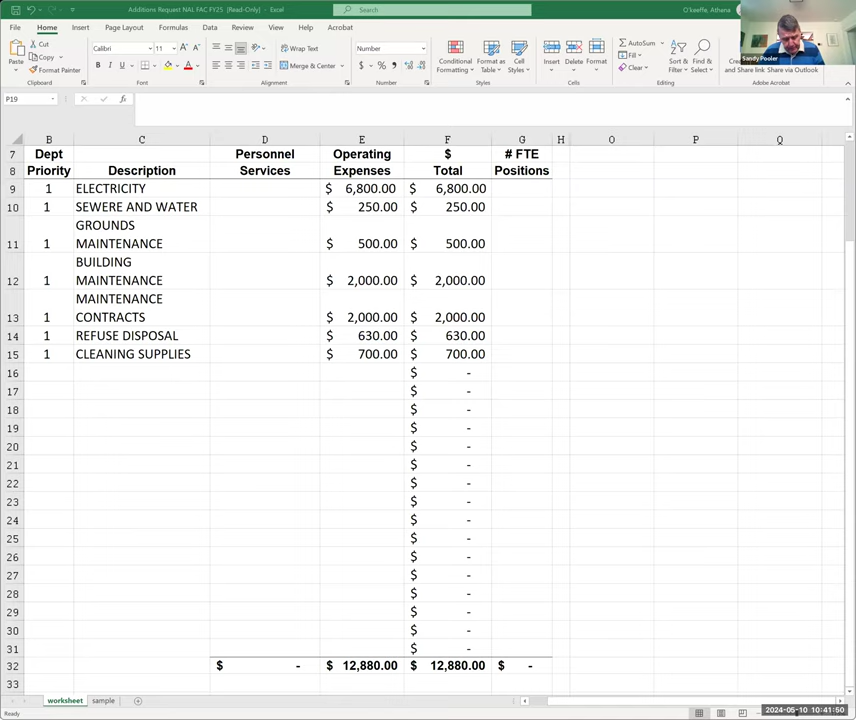 Additions Request NAL FAC FY25 [Read-Only] - Excel
Search
O'keeffe, Athena
File Home Insert Page Layout Formulas Data Review View Help Acrobat
Paste
Cut
Copy
Format Painter
Clipboard
Calibri 11
B I U
Font
Wrap Text
Merge & Center
Alignment
Number
$ % ,
Number
Conditional Formatting
Format as Table
Cell Styles
Styles
Insert Delete Format
Cells
AutoSum
Fill
Clear
Sort & Filter
Find & Select
Editing
and Share link Share via Outlook
Adobe Acrobat
Sandy Pooler
P19
fx
B C D E F G H O P Q
7 Dept Personnel Operating $ # FTE
8 Priority Description Services Expenses Total Positions
9 1 ELECTRICITY $ 6,800.00 $ 6,800.00
10 1 SEWERE AND WATER $ 250.00 $ 250.00
GROUNDS
11 1 MAINTENANCE $ 500.00 $ 500.00
BUILDING
12 1 MAINTENANCE $ 2,000.00 $ 2,000.00
MAINTENANCE
13 1 CONTRACTS $ 2,000.00 $ 2,000.00
14 1 REFUSE DISPOSAL $ 630.00 $ 630.00
15 1 CLEANING SUPPLIES $ 700.00 $ 700.00
16 $ -
17 $ -
18 $ -
19 $ -
20 $ -
21 $ -
22 $ -
23 $ -
24 $ -
25 $ -
26 $ -
27 $ -
28 $ -
29 $ -
30 $ -
31 $ -
32 $ - $ 12,880.00 $ 12,880.00 $ -
33
worksheet sample
Ready
2024-05-10 10:41:50